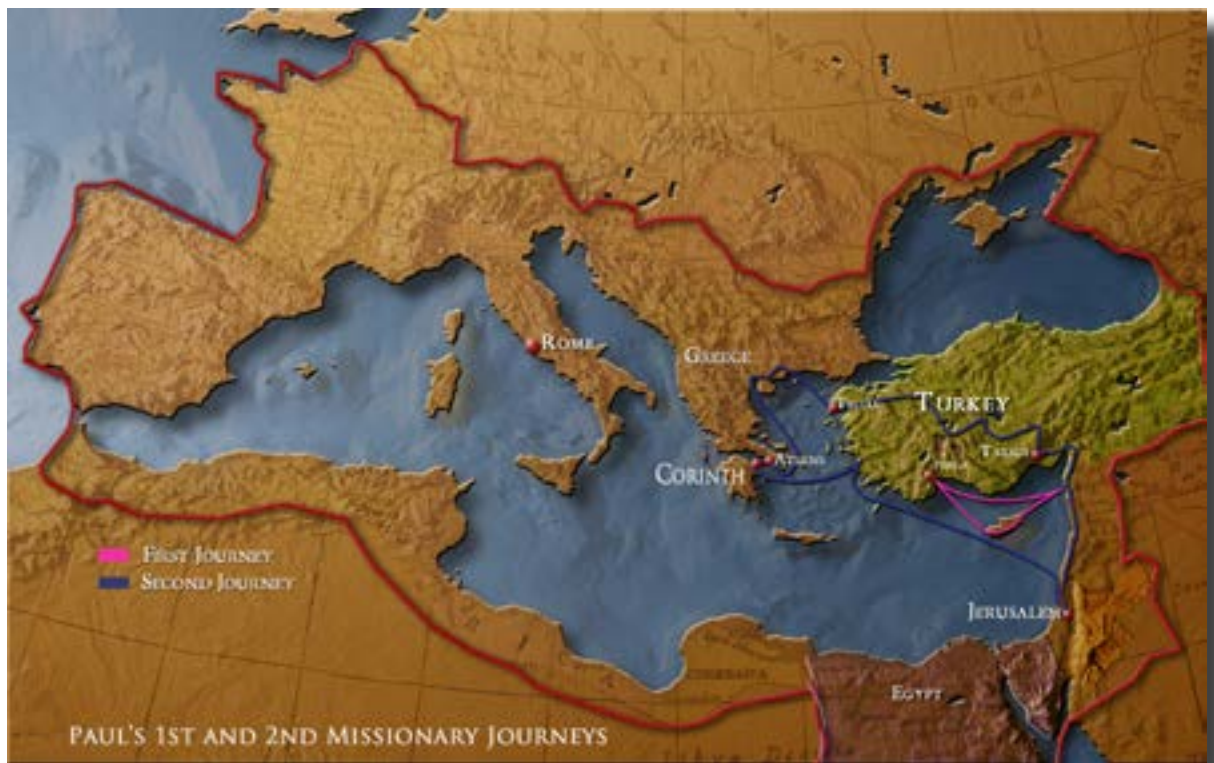 ROME
GREECE
TURKEY
ATHENS
TARSUS
CORINTH
FIRST JOURNEY
SECOND JOURNEY
JERUSALEM
EGYPT
PAUL'S 1ST AND 2ND MISSIONARY JOURNEYS